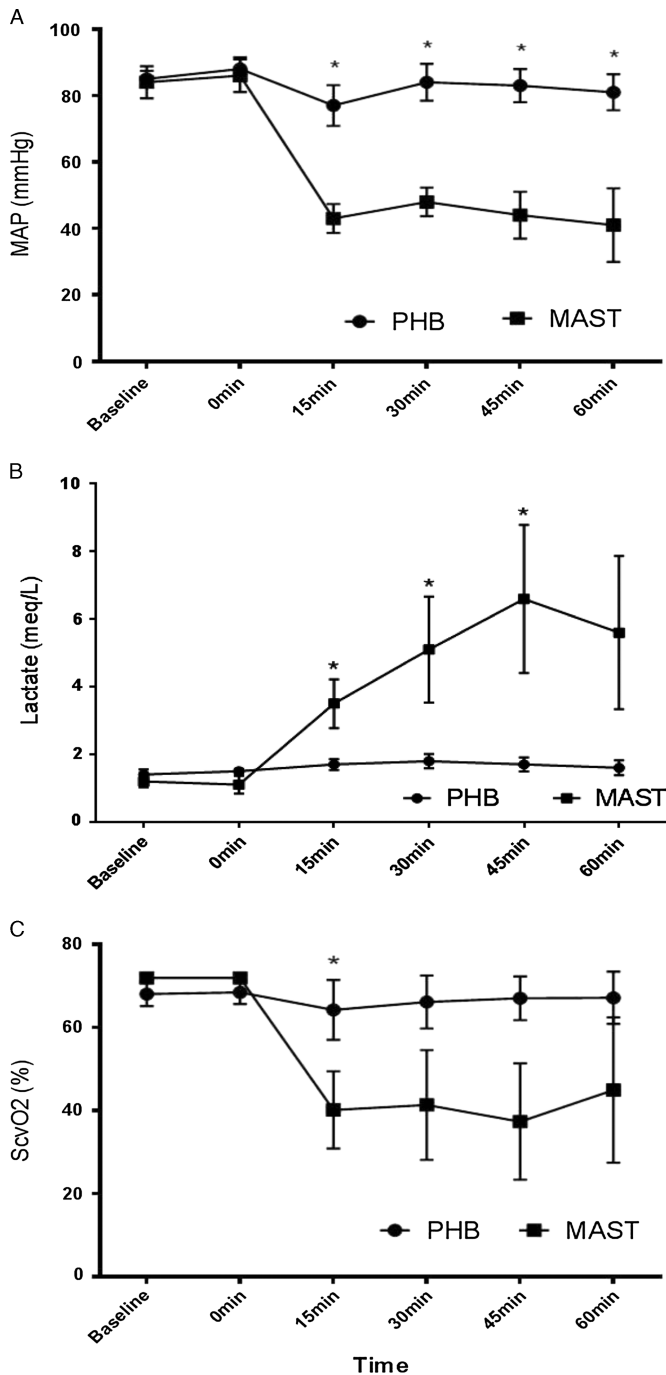 A
MAP (mmHg)
100
80
60
40
20
0
* * * *
PHB MAST
Baseline 0min 15min 30min 45min 60min
B
Lactate (meq/L)
10
8
6
4
2
0
* * *
PHB MAST
Baseline 0min 15min 30min 45min 60min
C
ScvO2 (%)
80
60
40
20
0
*
PHB MAST
Baseline 0min 15min 30min 45min 60min
Time